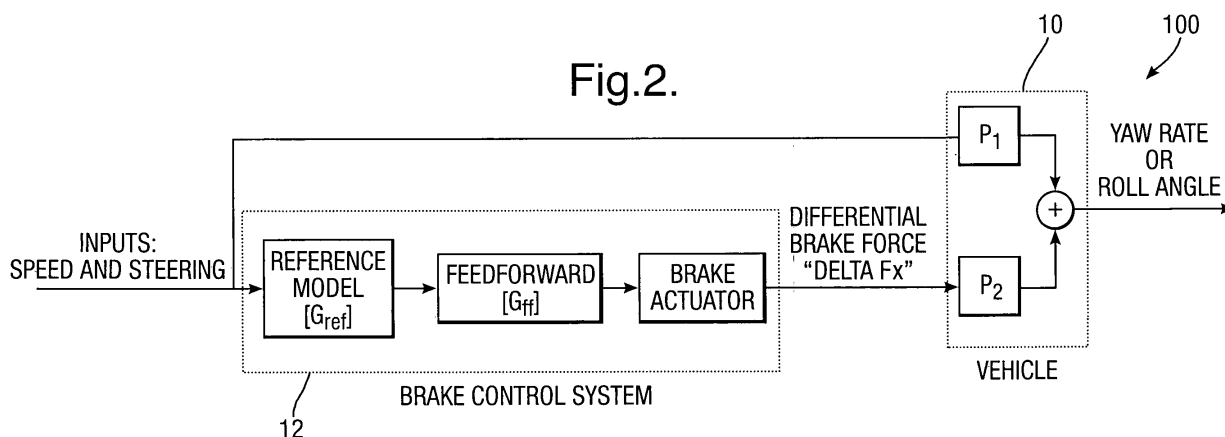 Fig.2.
10
100
P1
YAW RATE
OR
ROLL ANGLE
+
INPUTS:
SPEED AND STEERING
REFERENCE
MODEL
[Gref]
FEEDFORWARD
[Gff]
BRAKE
ACTUATOR
DIFFERENTIAL
BRAKE FORCE
"DELTA Fx"
P2
VEHICLE
BRAKE CONTROL SYSTEM
12